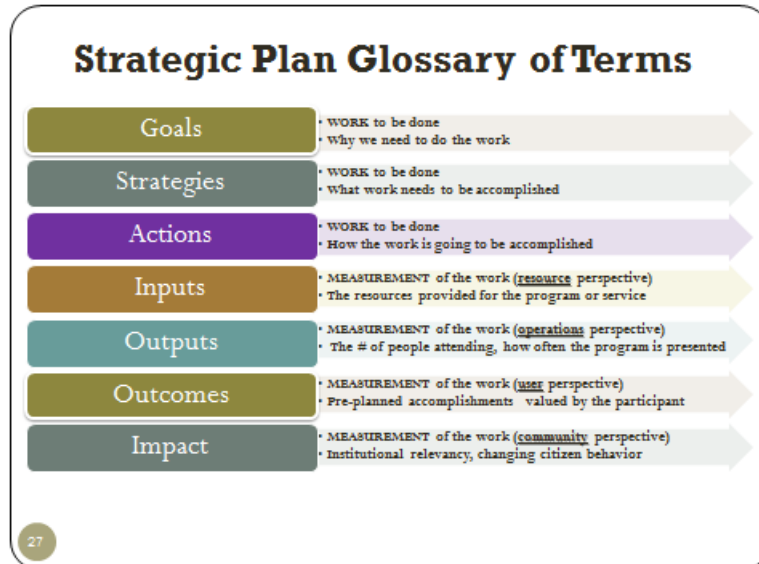 Strategic Plan Glossary of Terms
Goals
• WORK to be done
• Why we need to do the work
Strategies
• WORK to be done
• What work needs to be accomplished
Actions
• WORK to be done
• How the work is going to be accomplished
Inputs
• MEASUREMENT of the work (resource perspective)
• The resources provided for the program or service
Outputs
• MEASUREMENT of the work (operations perspective)
• The # of people attending, how often the program is presented
Outcomes
• MEASUREMENT of the work (user perspective)
• Pre-planned accomplishments valued by the participant
Impact
• MEASUREMENT of the work (community perspective)
• Institutional relevancy, changing citizen behavior
27